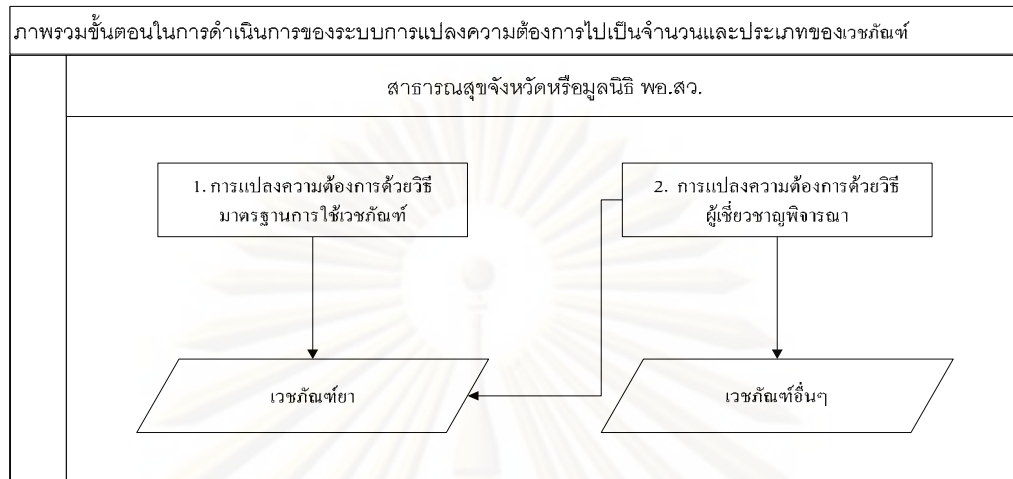 ภาพรวมขั้นตอนในการดำเนินการของระบบการแปลงความต้องการไปเป็นจำนวนและประเภทของเวชภัณฑ์
สาธารณสุขจังหวัดหรือมูลนิธิ พอ.สว.
1. การแปลงความต้องการด้วยวิธี
มาตรฐานการใช้เวชภัณฑ์
2. การแปลงความต้องการด้วยวิธี
ผู้เชี่ยวชาญพิจารณา
เวชภัณฑ์ยา
เวชภัณฑ์อื่นๆ